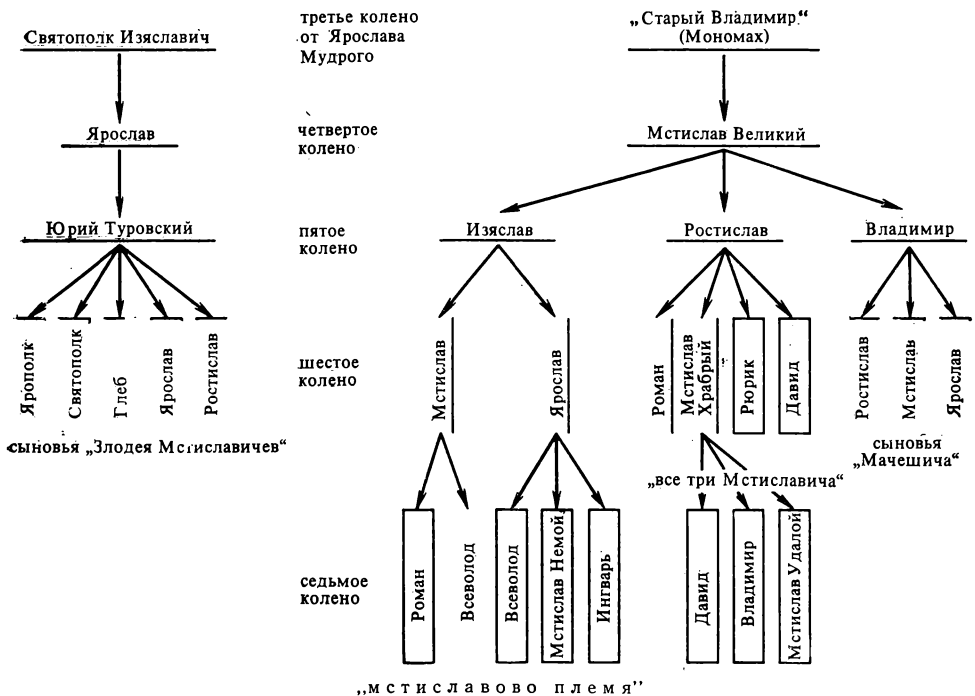 Святополк Изяславич
третье колено
от Ярослава
Мудрого
„Старый Владимир“
(Мономах)
Ярослав
четвертое
колено
Мстислав Великий
Юрий Туровский
пятое
колено
Изяслав
Ростислав
Владимир
Ярополк
Святополк
Глеб
Ярослав
Ростислав
шестое
колено
Мстислав
Ярослав
Роман
Мстислав
Храбрый
Рюрик
Давид
Ростислав
Мстислав
Ярослав
сыновья „Злодея Мстиславичев“
сыновья
„Мачешича“
„все три Мстиславича“
седьмое
колено
Роман
Всеволод
Всеволод
Мстислав Немой
Ингварь
Давид
Владимир
Мстислав Удалой
„мстиславово племя”